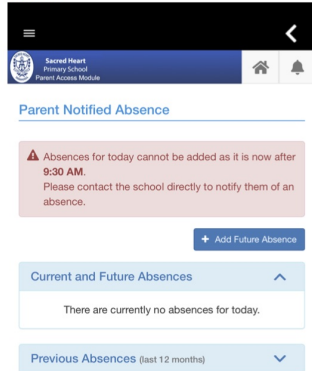 Sacred Heart
Primary School
Parent Access Module
Parent Notified Absence
Absences for today cannot be added as it is now after
9:30 AM.
Please contact the school directly to notify them of an
absence.
+ Add Future Absence
Current and Future Absences
There are currently no absences for today.
Previous Absences (last 12 months)